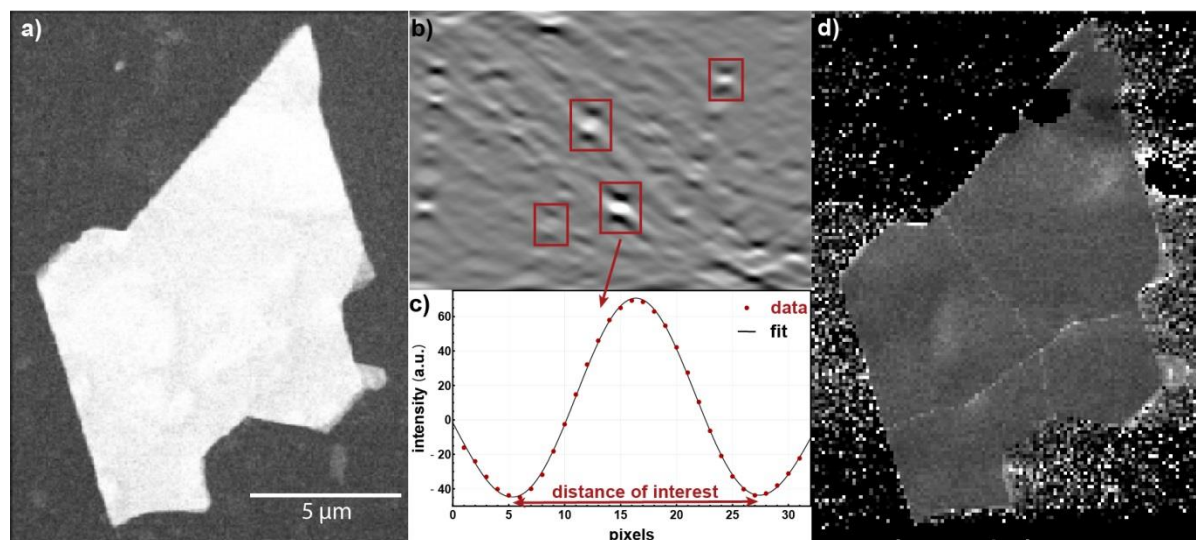 a)
5 µm
b)
c)
intensity (a.u.)
60
40
20
0
- 20
- 40
data
fit
distance of interest
0 5 10 15 20 25 30
pixels
d)